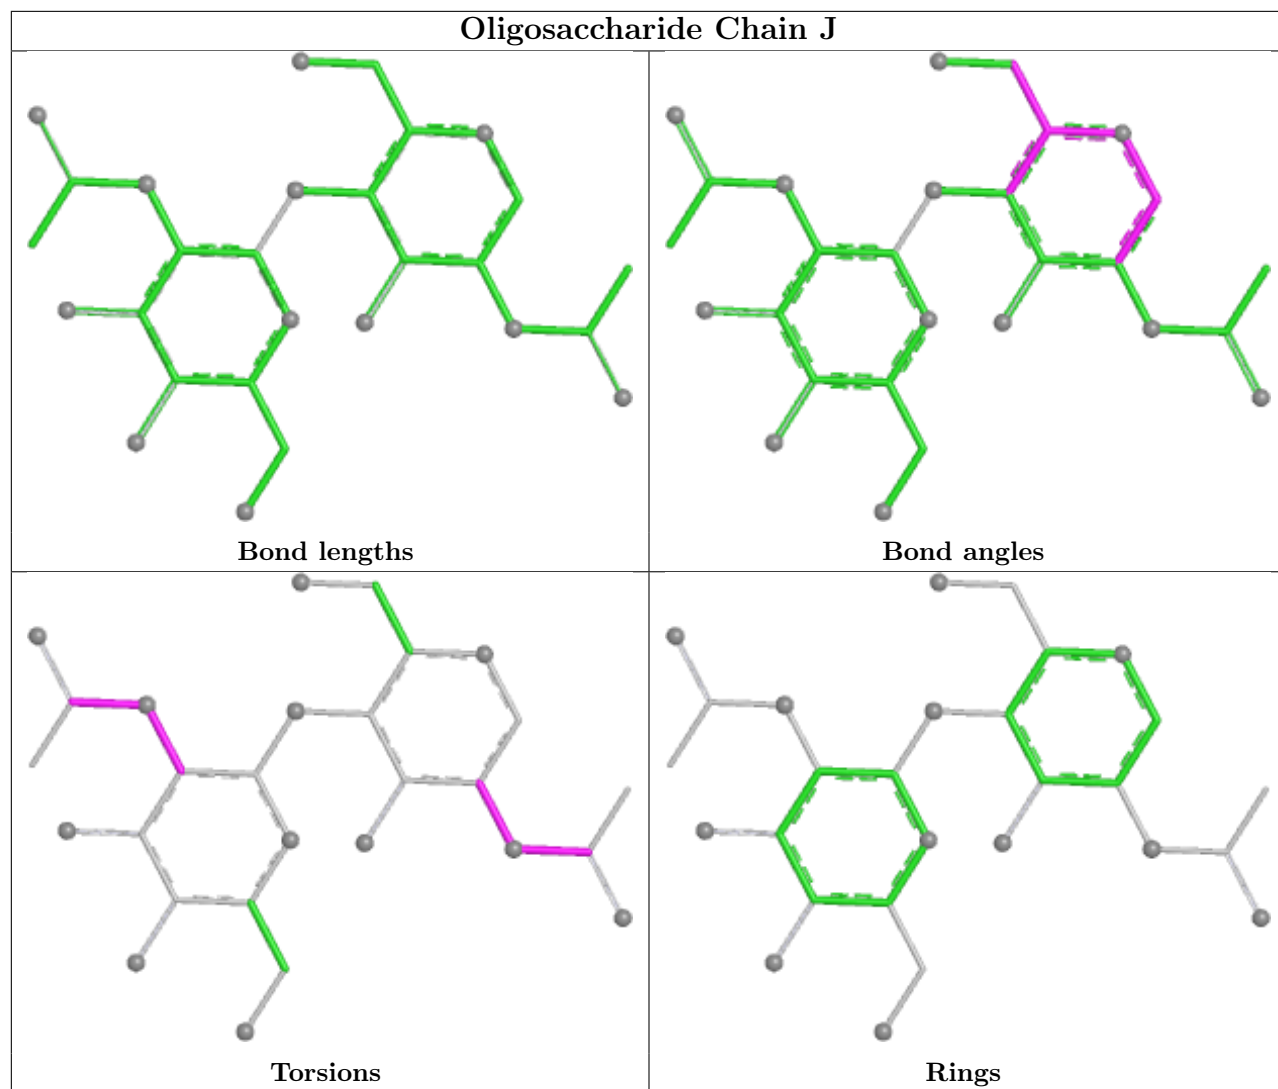 Oligosaccharide Chain J
Bond lengths
Bond angles
Torsions
Rings